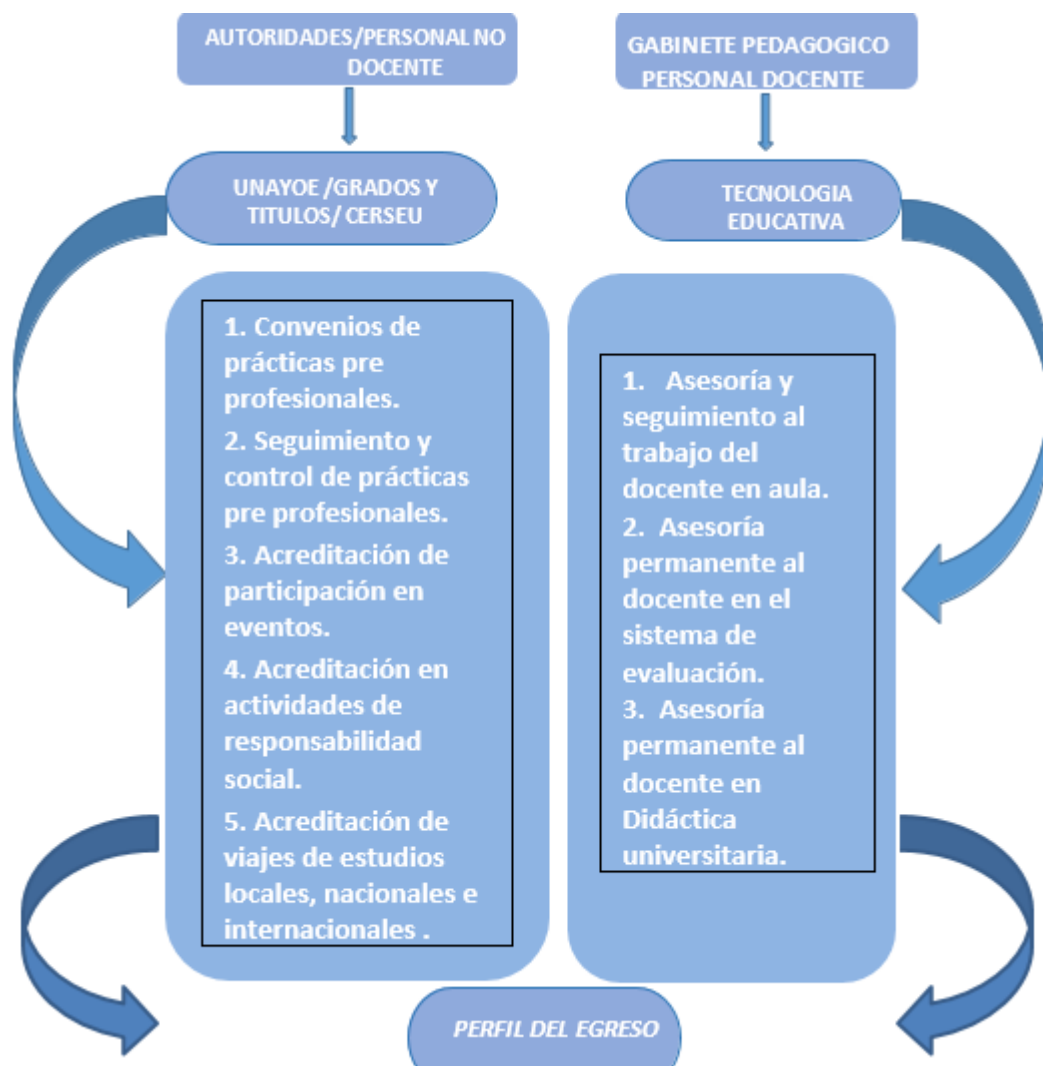 AUTORIDADES/PERSONAL NO
DOCENTE
UNAYOE /GRADOS Y
TITULOS/ CERSEU
1. Convenios de
prácticas pre
profesionales.
2. Seguimiento y
control de prácticas
pre profesionales.
3. Acreditación de
participación en
eventos.
4. Acreditación en
actividades de
responsabilidad
social.
5. Acreditación de
viajes de estudios
locales, nacionales e
internacionales .
GABINETE PEDAGOGICO
PERSONAL DOCENTE
TECNOLOGIA
EDUCATIVA
1. Asesoría y
seguimiento al
trabajo del
docente en aula.
2. Asesoría
permanente al
docente en el
sistema de
evaluación.
3. Asesoría
permanente al
docente en
Didáctica
universitaria.
PERFIL DEL EGRESO